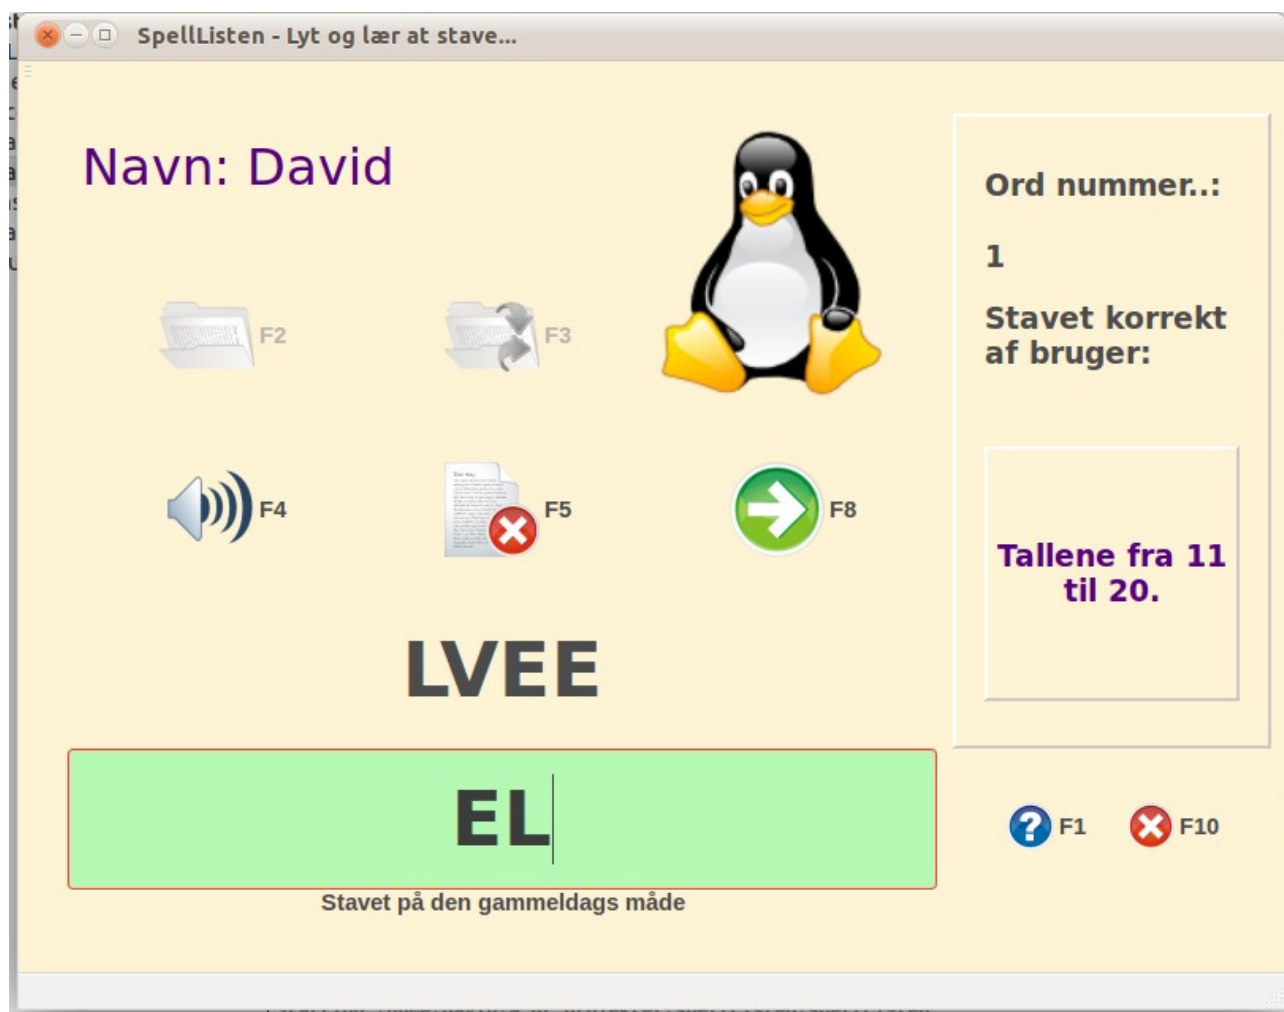 SpellListen - Lyt og lær at stave...
Navn: David
Ord nummer..:
1
Stavet korrekt
af bruger:
F2
F3
F4
F5
F8
Tallene fra 11
til 20.
LVEE
EL
Stavet på den gammeldags måde
F1
F10